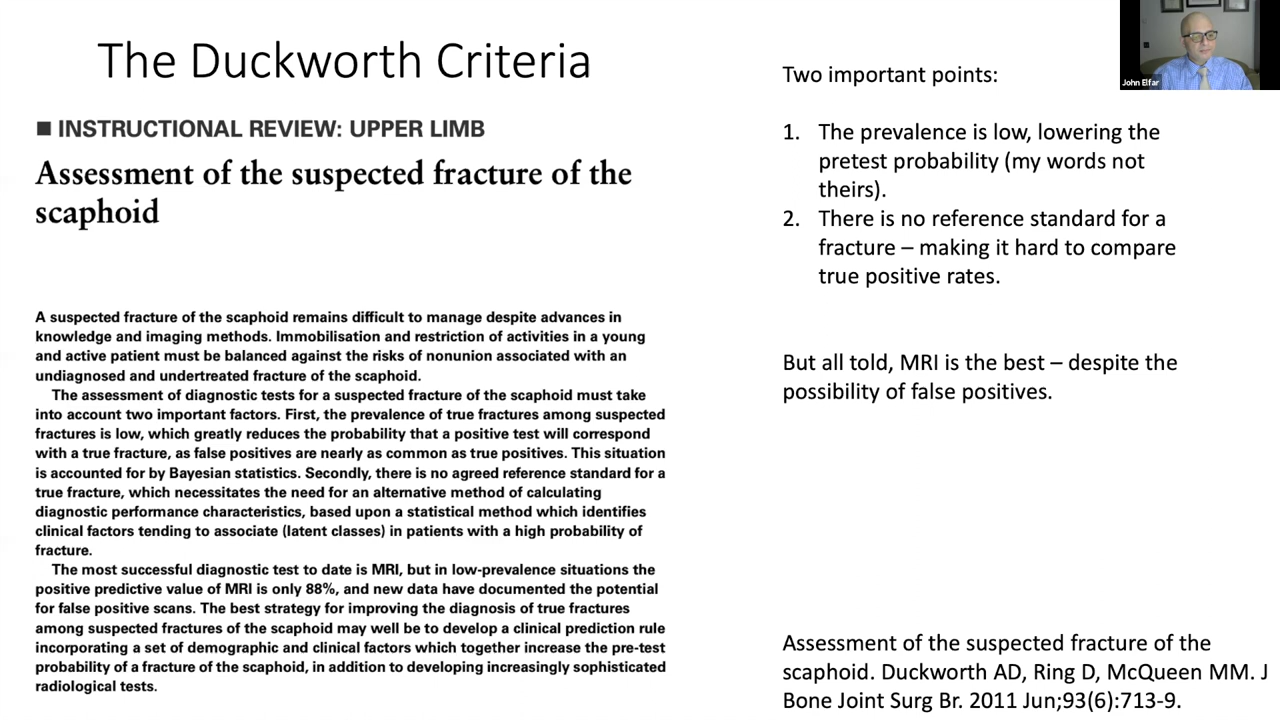 The Duckworth Criteria
■ INSTRUCTIONAL REVIEW: UPPER LIMB
Assessment of the suspected fracture of the
scaphoid
A suspected fracture of the scaphoid remains difficult to manage despite advances in
knowledge and imaging methods. Immobilisation and restriction of activities in a young
and active patient must be balanced against the risks of nonunion associated with an
undiagnosed and undertreated fracture of the scaphoid.
The assessment of diagnostic tests for a suspected fracture of the scaphoid must take
into account two important factors. First, the prevalence of true fractures among suspected
fractures is low, which greatly reduces the probability that a positive test will correspond
with a true fracture, as false positives are nearly as common as true positives. This situation
is accounted for by Bayesian statistics. Secondly, there is no agreed reference standard for a
true fracture, which necessitates the need for an alternative method of calculating
diagnostic performance characteristics, based upon a statistical method which identifies
clinical factors tending to associate (latent classes) in patients with a high probability of
fracture.
The most successful diagnostic test to date is MRI, but in low-prevalence situations the
positive predictive value of MRI is only 88%, and new data have documented the potential
for false positive scans. The best strategy for improving the diagnosis of true fractures
among suspected fractures of the scaphoid may well be to develop a clinical prediction rule
incorporating a set of demographic and clinical factors which together increase the pre-test
probability of a fracture of the scaphoid, in addition to developing increasingly sophisticated
radiological tests.
Two important points:
1. The prevalence is low, lowering the
pretest probability (my words not
theirs).
2. There is no reference standard for a
fracture – making it hard to compare
true positive rates.
But all told, MRI is the best – despite the
possibility of false positives.
Assessment of the suspected fracture of the
scaphoid. Duckworth AD, Ring D, McQueen MM. J
Bone Joint Surg Br. 2011 Jun;93(6):713-9.
John Elfar